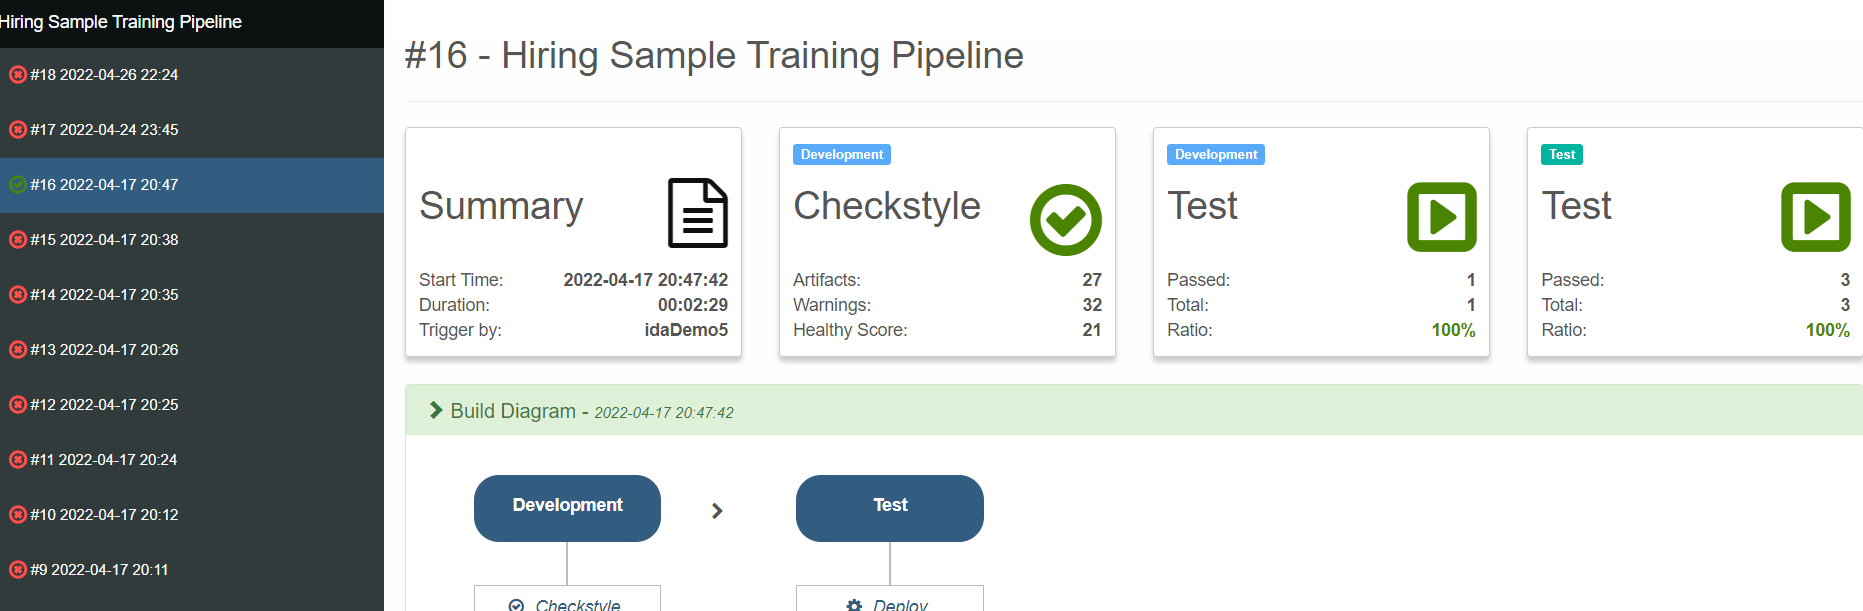 Hiring Sample Training Pipeline
#18 2022-04-26 22:24
#17 2022-04-24 23:45
#16 2022-04-17 20:47
#15 2022-04-17 20:38
#14 2022-04-17 20:35
#13 2022-04-17 20:26
#12 2022-04-17 20:25
#11 2022-04-17 20:24
#10 2022-04-17 20:12
#9 2022-04-17 20:11
#16 - Hiring Sample Training Pipeline
Summary
Start Time: 2022-04-17 20:47:42
Duration: 00:02:29
Trigger by: idaDemo5
Development
Checkstyle
Artifacts: 27
Warnings: 32
Healthy Score: 21
Development
Test
Passed: 1
Total: 1
Ratio: 100%
Test
Test
Passed: 3
Total: 3
Ratio: 100%
Build Diagram - 2022-04-17 20:47:42
Development
Test
Checkstyle
Deploy